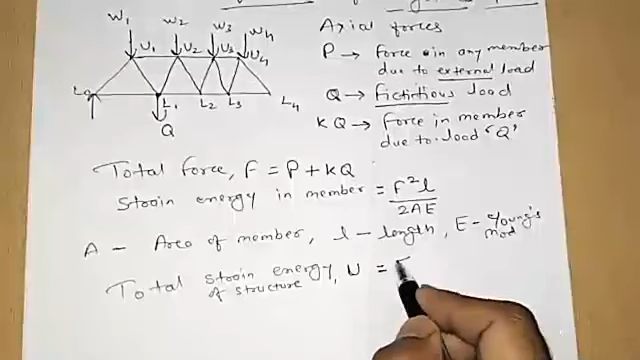 W1 W2 W3 W4
U1 U2 U3 U4
L0 L1 L2 L3 L4
Q
Axial forces
P → Force in any member
due to external load
Q → Fictitious load
KQ → Force in member
due to load 'Q'
Total force, F = P + KQ
Strain energy in member = F²l / 2AE
A - Area of member, l - length, E - Young's
mod
Total strain energy, U =
of structure